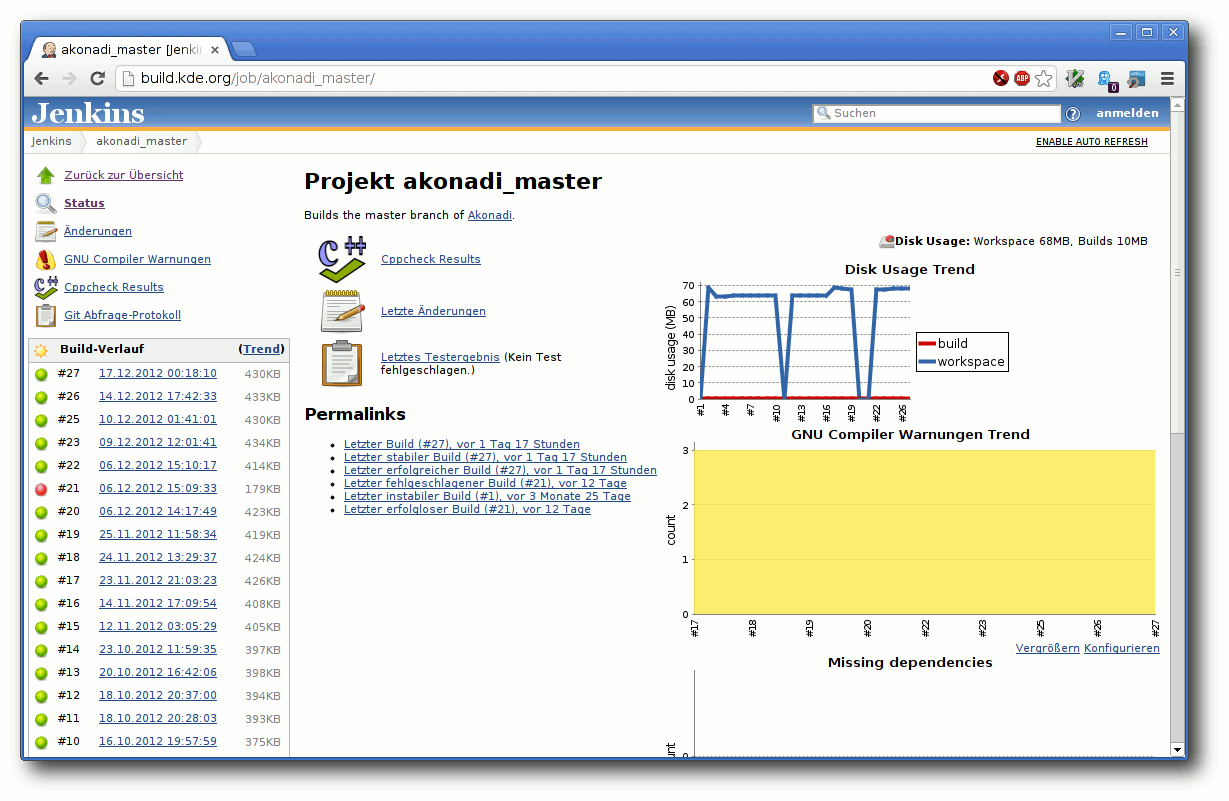 akonadi_master [Jenki
build.kde.org/job/akonadi_master/
ABP
0
Jenkins
Suchen
?
anmelden
Jenkins
akonadi_master
ENABLE AUTO REFRESH
Zurück zur Übersicht
Status
Änderungen
GNU Compiler Warnungen
Cppcheck Results
Git Abfrage-Protokoll
Build-Verlauf (Trend)
#27 17.12.2012 00:18:10 430KB
#26 14.12.2012 17:42:33 433KB
#25 10.12.2012 01:41:01 430KB
#23 09.12.2012 12:01:41 434KB
#22 06.12.2012 15:10:17 414KB
#21 06.12.2012 15:09:33 179KB
#20 06.12.2012 14:17:49 423KB
#19 25.11.2012 11:58:34 419KB
#18 24.11.2012 13:29:37 424KB
#17 23.11.2012 21:03:23 426KB
#16 14.11.2012 17:09:54 408KB
#15 12.11.2012 03:05:29 405KB
#14 23.10.2012 11:59:35 397KB
#13 20.10.2012 16:42:06 398KB
#12 18.10.2012 20:37:00 394KB
#11 18.10.2012 20:28:03 393KB
#10 16.10.2012 19:57:59 375KB
Projekt akonadi_master
Builds the master branch of Akonadi.
C++
Cppcheck Results
Letzte Änderungen
Letztes Testergebnis (Kein Test
fehlgeschlagen.)
Permalinks
Letzter Build (#27), vor 1 Tag 17 Stunden
Letzter stabiler Build (#27), vor 1 Tag 17 Stunden
Letzter erfolgreicher Build (#27), vor 1 Tag 17 Stunden
Letzter fehlgeschlagener Build (#21), vor 12 Tage
Letzter instabiler Build (#1), vor 3 Monate 25 Tage
Letzter erfolgloser Build (#21), vor 12 Tage
Disk Usage: Workspace 68MB, Builds 10MB
Disk Usage Trend
disk usage (MB)
70
60
50
40
30
20
10
0
#1 #4 #7 #10 #13 #16 #19 #22 #26
build
workspace
GNU Compiler Warnungen Trend
count
3
2
1
0
#17 #18 #19 #20 #22 #23 #25 #26 #27
Vergrößern Konfigurieren
Missing dependencies
unt
0